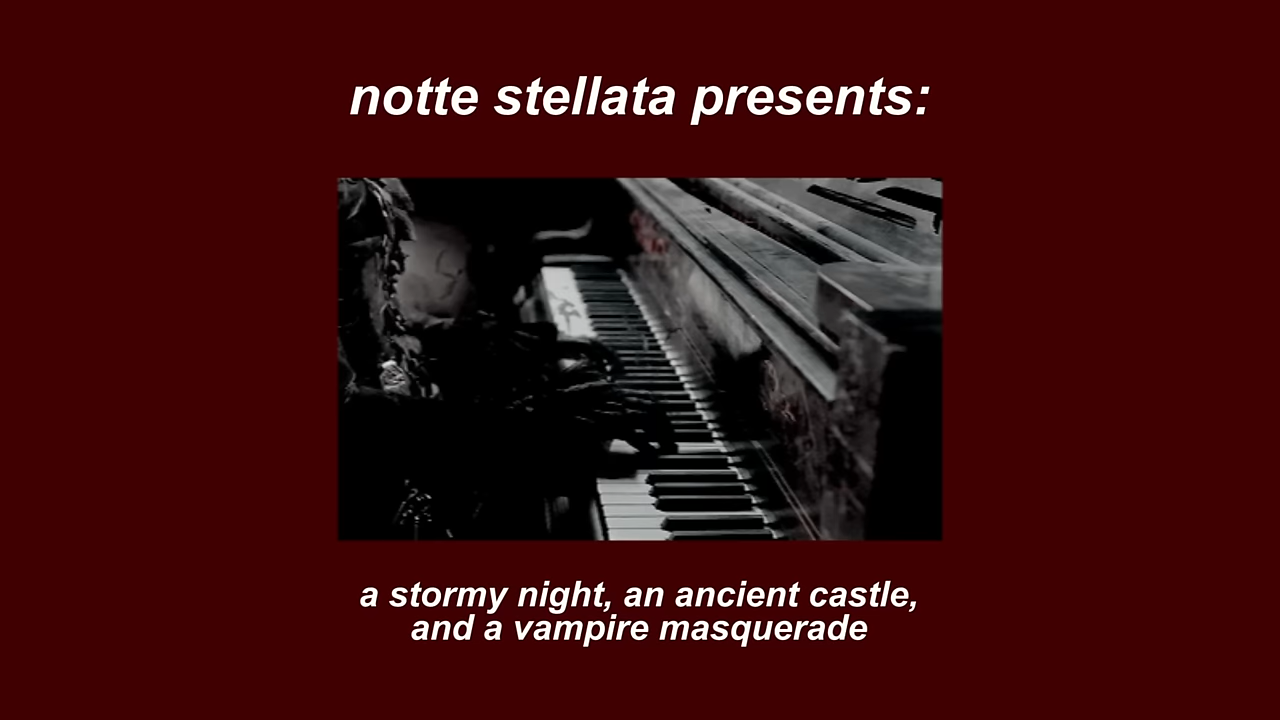 notte stellata presents:
a stormy night, an ancient castle,
and a vampire masquerade